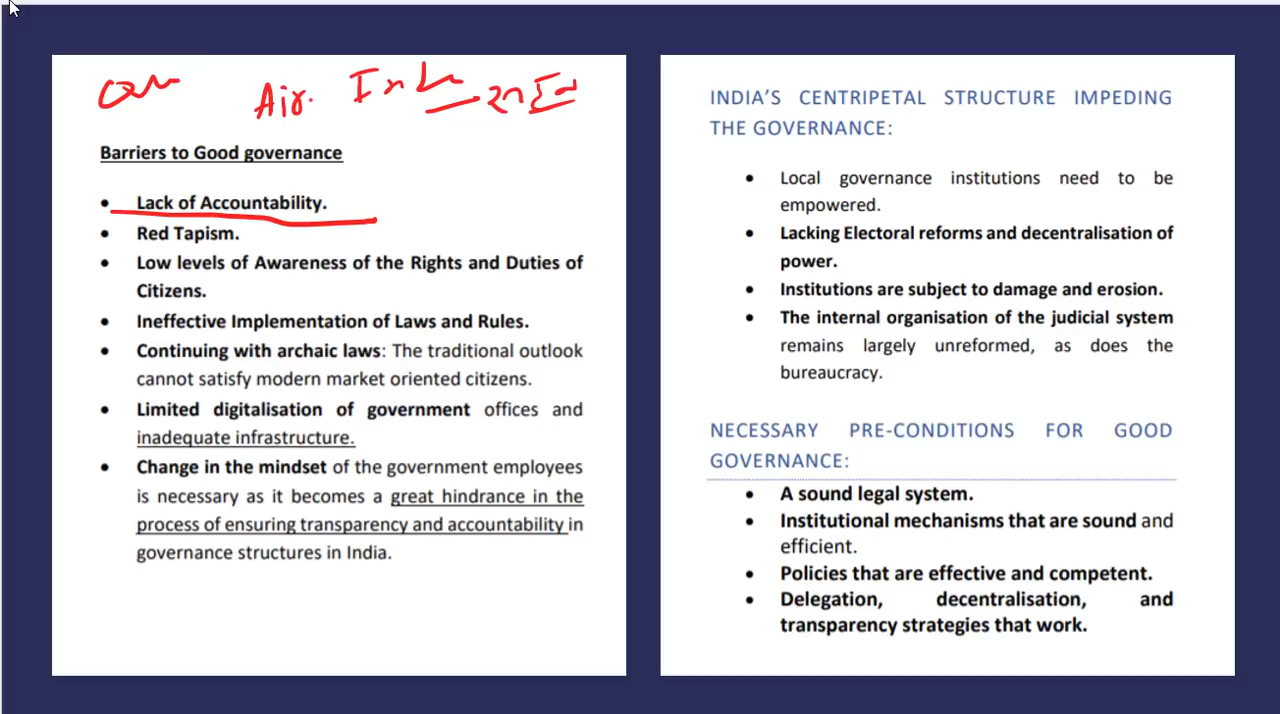 Air.
Barriers to Good governance
• Lack of Accountability.
• Red Tapism.
• Low levels of Awareness of the Rights and Duties of
Citizens.
• Ineffective Implementation of Laws and Rules.
• Continuing with archaic laws: The traditional outlook
cannot satisfy modern market oriented citizens.
• Limited digitalisation of government offices and
inadequate infrastructure.
• Change in the mindset of the government employees
is necessary as it becomes a great hindrance in the
process of ensuring transparency and accountability in
governance structures in India.
INDIA'S CENTRIPETAL STRUCTURE IMPEDING
THE GOVERNANCE:
• Local governance institutions need to be
empowered.
• Lacking Electoral reforms and decentralisation of
power.
• Institutions are subject to damage and erosion.
• The internal organisation of the judicial system
remains largely unreformed, as does the
bureaucracy.
NECESSARY PRE-CONDITIONS FOR GOOD
GOVERNANCE:
• A sound legal system.
• Institutional mechanisms that are sound and
efficient.
• Policies that are effective and competent.
• Delegation, decentralisation, and
transparency strategies that work.